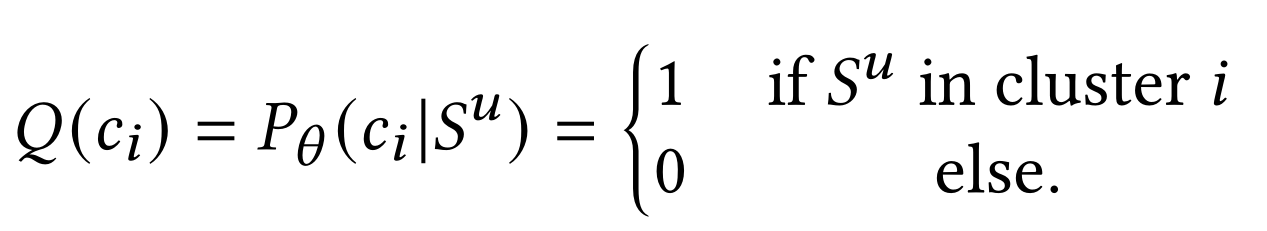 Q(c_i) = P_θ(c_i|S^u) = { 1 if S^u in cluster i
0 else.